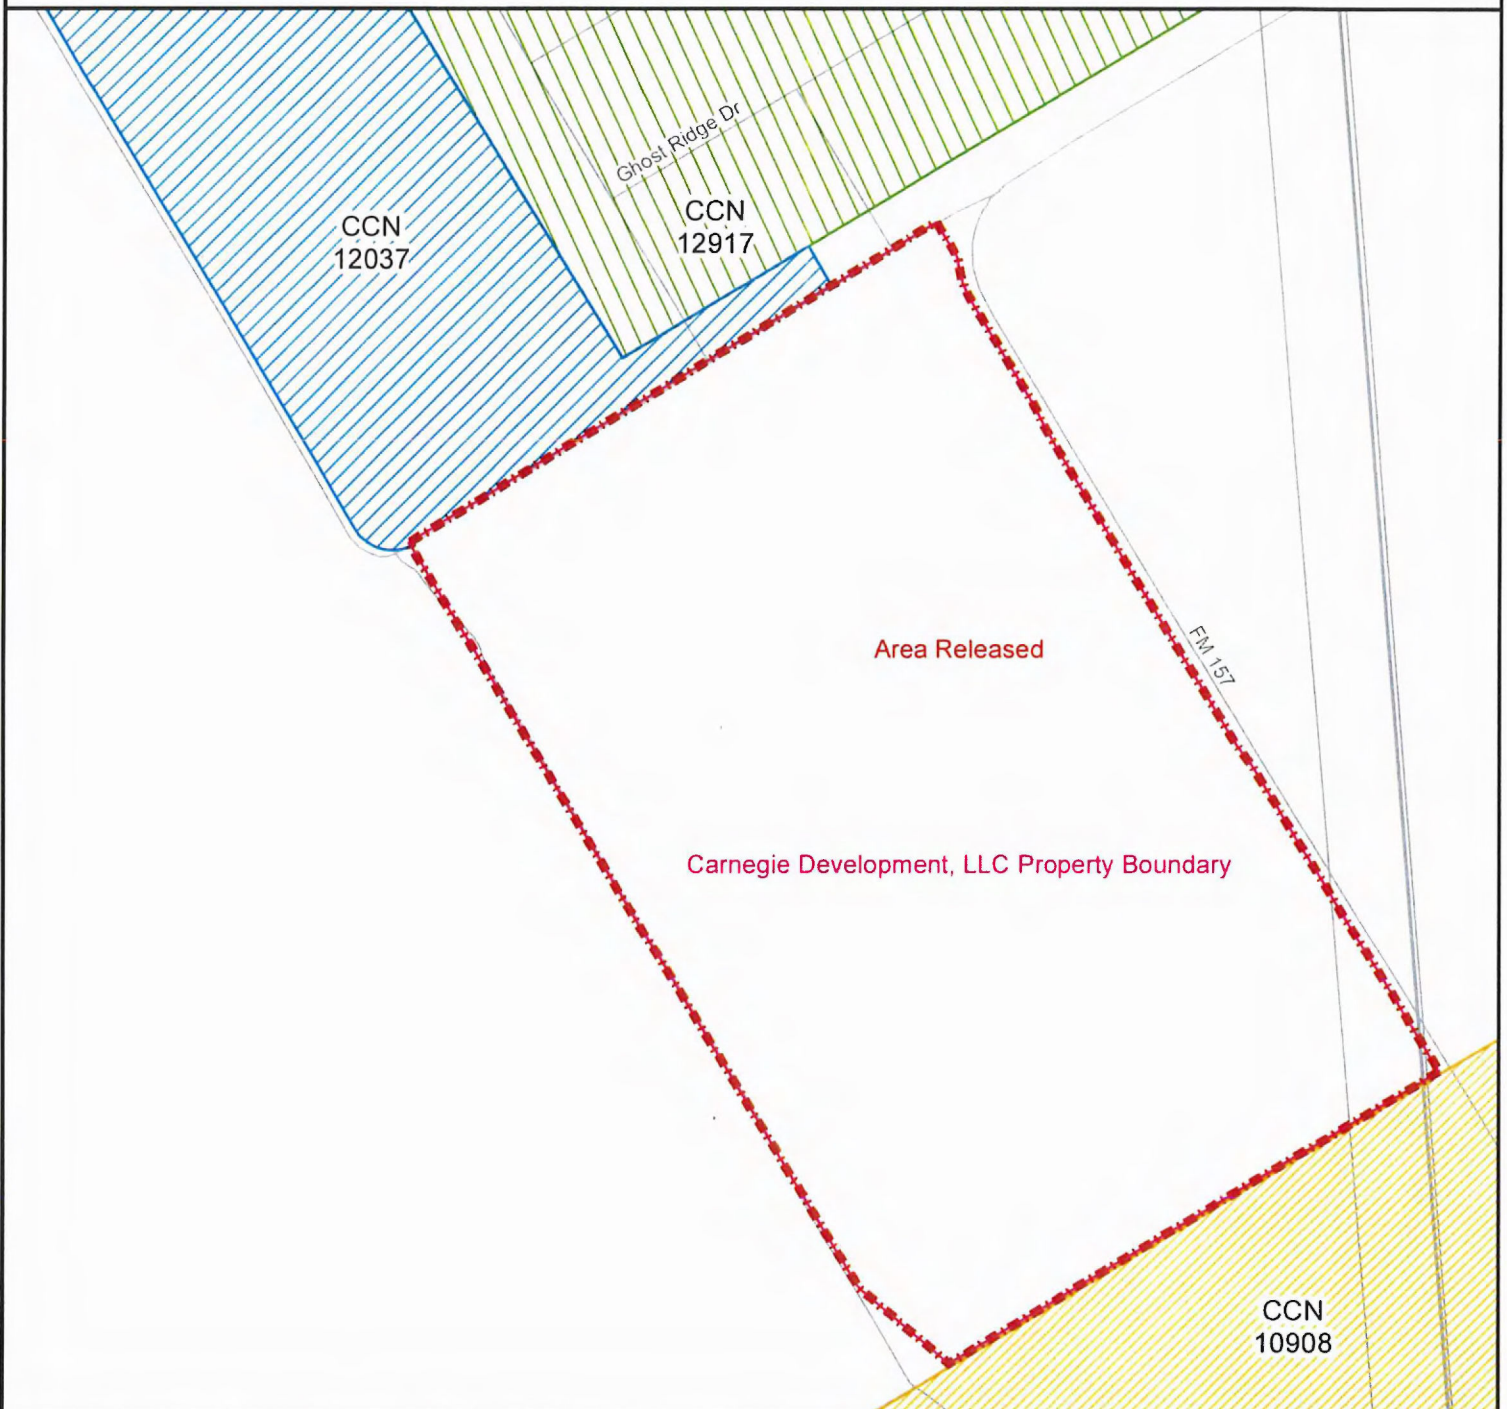 Ghost Ridge Dr
CCN
12917
CCN
12037
Area Released
FM 157
Carnegie Development, LLC Property Boundary
CCN
10908